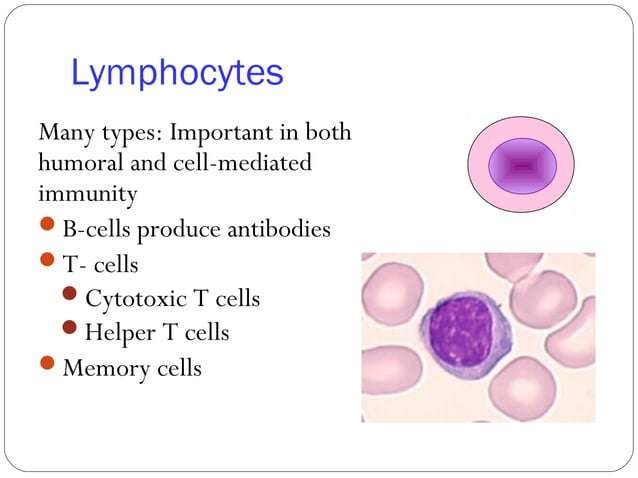 Lymphocytes
Many types: Important in both
humoral and cell-mediated
immunity
B-cells produce antibodies
T- cells
Cytotoxic T cells
Helper T cells
Memory cells